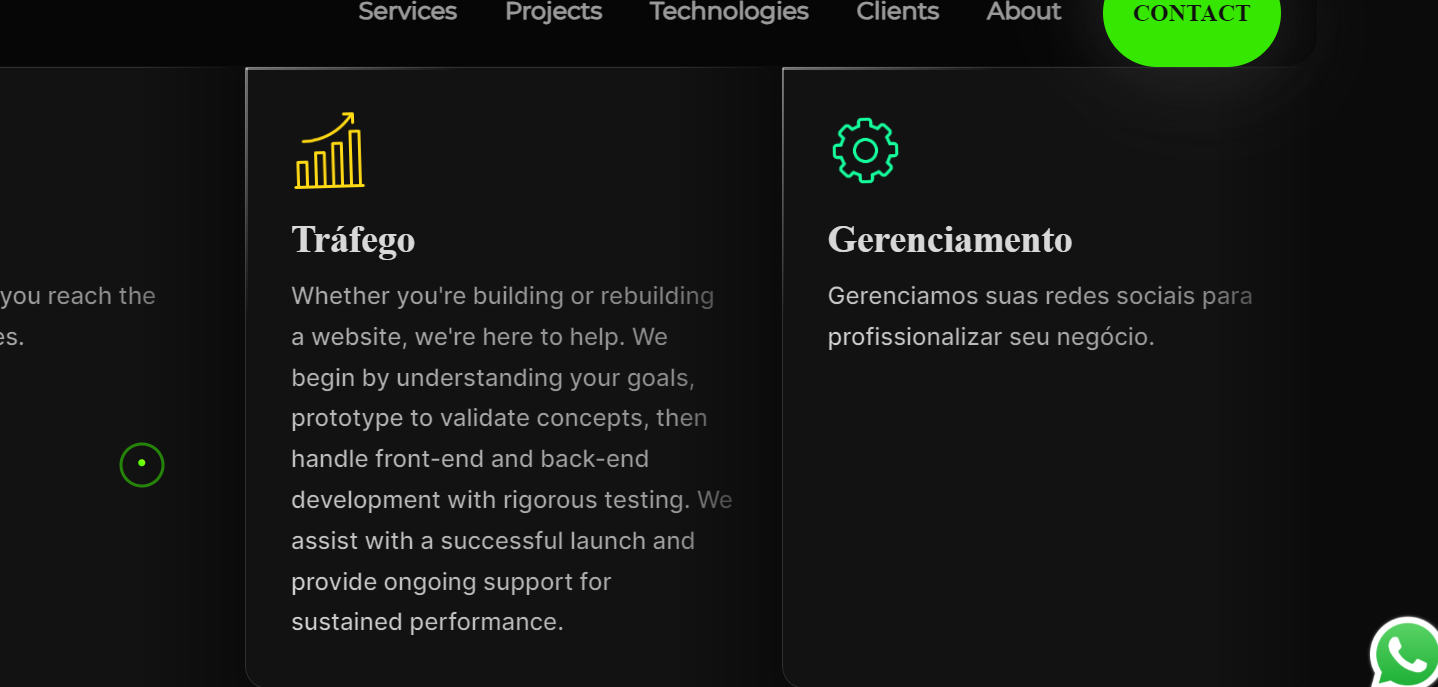 Services Projects Technologies Clients About CONTACT
you reach the
es.
Tráfego
Whether you're building or rebuilding
a website, we're here to help. We
begin by understanding your goals,
prototype to validate concepts, then
handle front-end and back-end
development with rigorous testing. We
assist with a successful launch and
provide ongoing support for
sustained performance.
Gerenciamento
Gerenciamos suas redes sociais para
profissionalizar seu negócio.